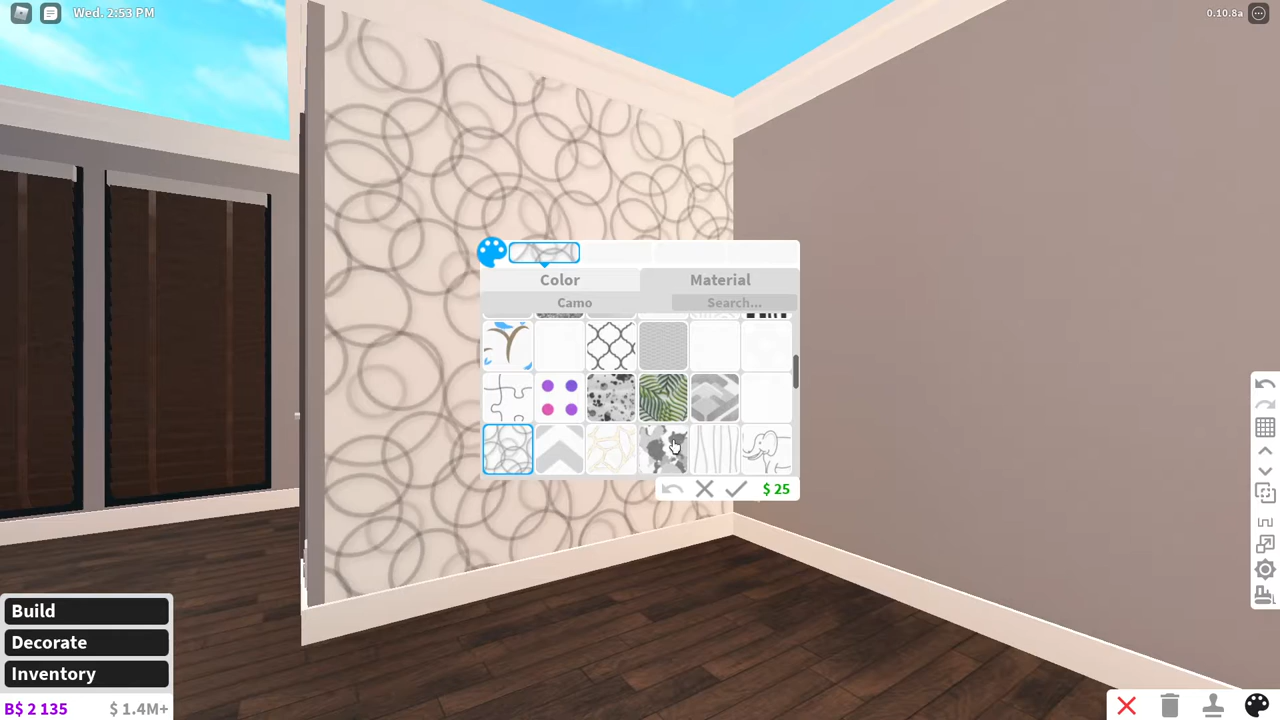 Wed. 2:53 PM
0.10.8a
Color
Material
Camo
Search...
$ 25
Build
Decorate
Inventory
B$ 2 135
$ 1.4M+